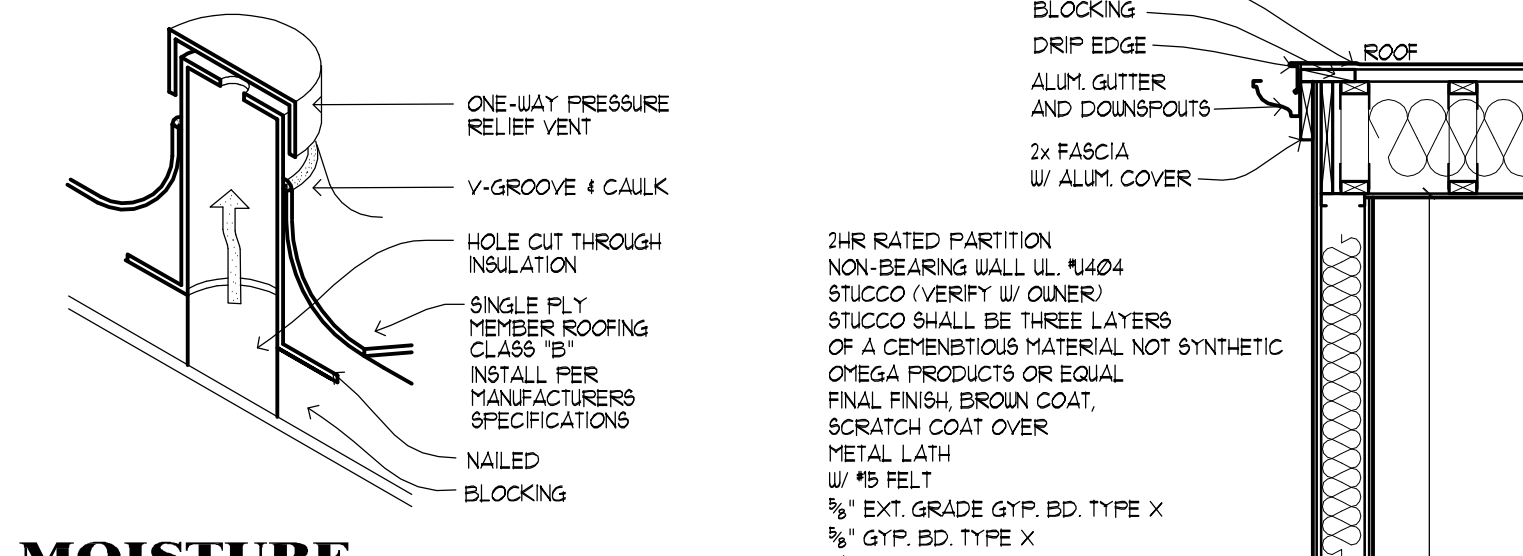 ONE-WAY PRESSURE
RELIEF VENT
V-GROOVE & CAULK
HOLE CUT THROUGH
INSULATION
SINGLE PLY
MEMBER ROOFING
CLASS "B"
INSTALL PER
MANUFACTURERS
SPECIFICATIONS
NAILED
BLOCKING
MOISTURE
BLOCKING
DRIP EDGE
ALUM. GUTTER
AND DOWNSPOUTS
2x FASCIA
W/ ALUM. COVER
ROOF
2HR RATED PARTITION
NON-BEARING WALL UL. #U404
STUCCO (VERIFY W/ OWNER)
STUCCO SHALL BE THREE LAYERS
OF A CEMENBTIOUS MATERIAL NOT SYNTHETIC
OMEGA PRODUCTS OR EQUAL
FINAL FINISH, BROWN COAT,
SCRATCH COAT OVER
METAL LATH
W/ #15 FELT
5/8" EXT. GRADE GYP. BD. TYPE X
5/8" GYP. BD. TYPE X